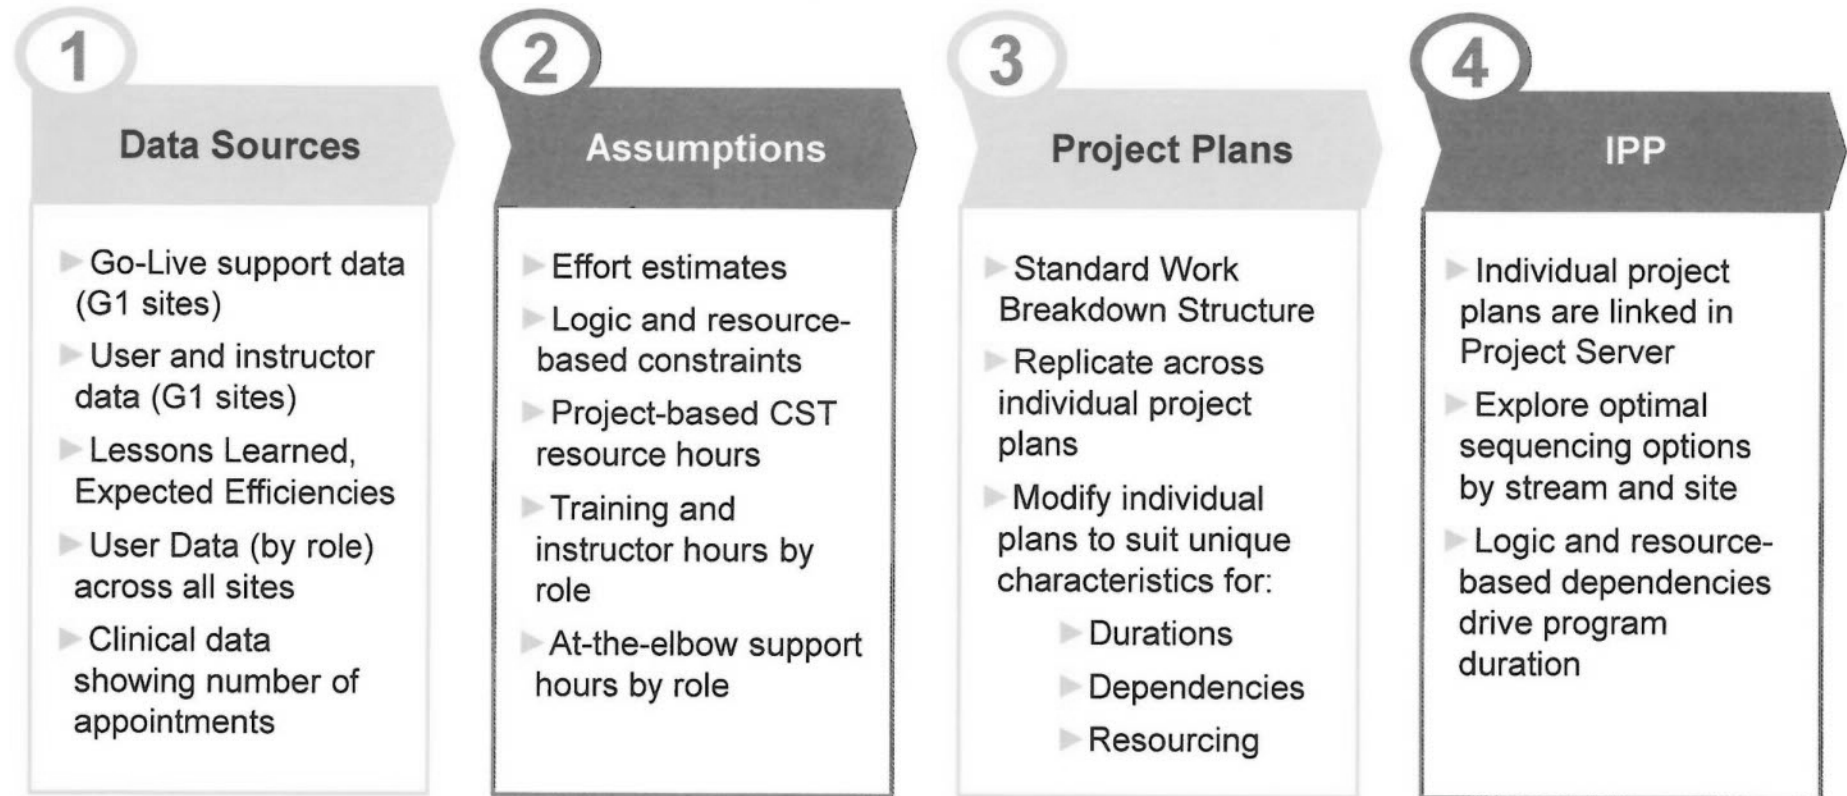 1
Data Sources
Go-Live support data
(G1 sites)
User and instructor
data (G1 sites)
Lessons Learned,
Expected Efficiencies
User Data (by role)
across all sites
Clinical data
showing number of
appointments
2
Assumptions
Effort estimates
Logic and resource-
based constraints
Project-based CST
resource hours
Training and
instructor hours by
role
At-the-elbow support
hours by role
3
Project Plans
Standard Work
Breakdown Structure
Replicate across
individual project
plans
Modify individual
plans to suit unique
characteristics for:
Durations
Dependencies
Resourcing
4
IPP
Individual project
plans are linked in
Project Server
Explore optimal
sequencing options
by stream and site
Logic and resource-
based dependencies
drive program
duration